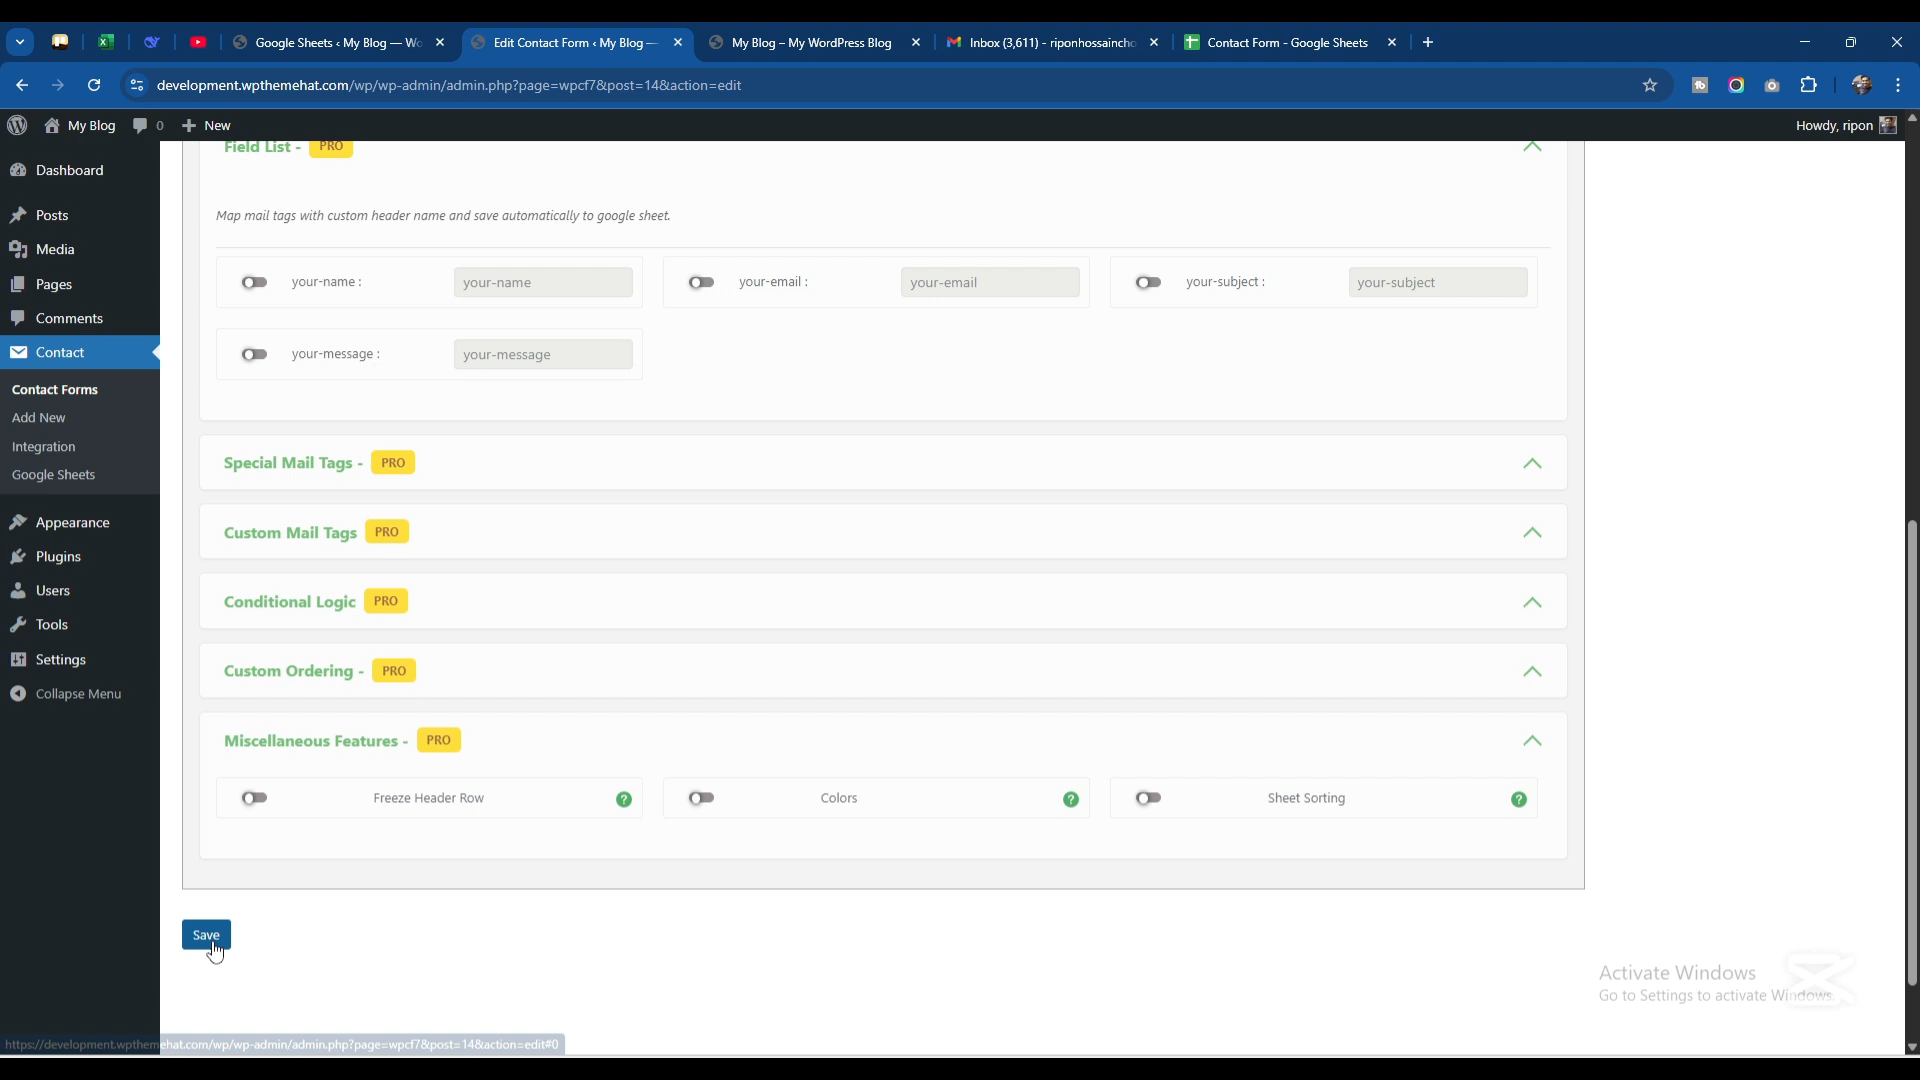 Google Sheets ‹ My Blog — Wo
Edit Contact Form ‹ My Blog —
My Blog – My WordPress Blog
Inbox (3,611) - riponhossaincho
Contact Form - Google Sheets
development.wpthemehat.com/wp/wp-admin/admin.php?page=wpcf7&post=14&action=edit
My Blog
0
New
Howdy, ripon
Dashboard
Posts
Media
Pages
Comments
Contact
Contact Forms
Add New
Integration
Google Sheets
Appearance
Plugins
Users
Tools
Settings
Collapse Menu
Field List - PRO
Map mail tags with custom header name and save automatically to google sheet.
your-name : your-name
your-email : your-email
your-subject : your-subject
your-message : your-message
Special Mail Tags - PRO
Custom Mail Tags PRO
Conditional Logic PRO
Custom Ordering - PRO
Miscellaneous Features - PRO
Freeze Header Row ?
Colors ?
Sheet Sorting ?
Save
Activate Windows
Go to Settings to activate Windows.
https://development.wpthemehat.com/wp/wp-admin/admin.php?page=wpcf7&post=14&action=edit#0